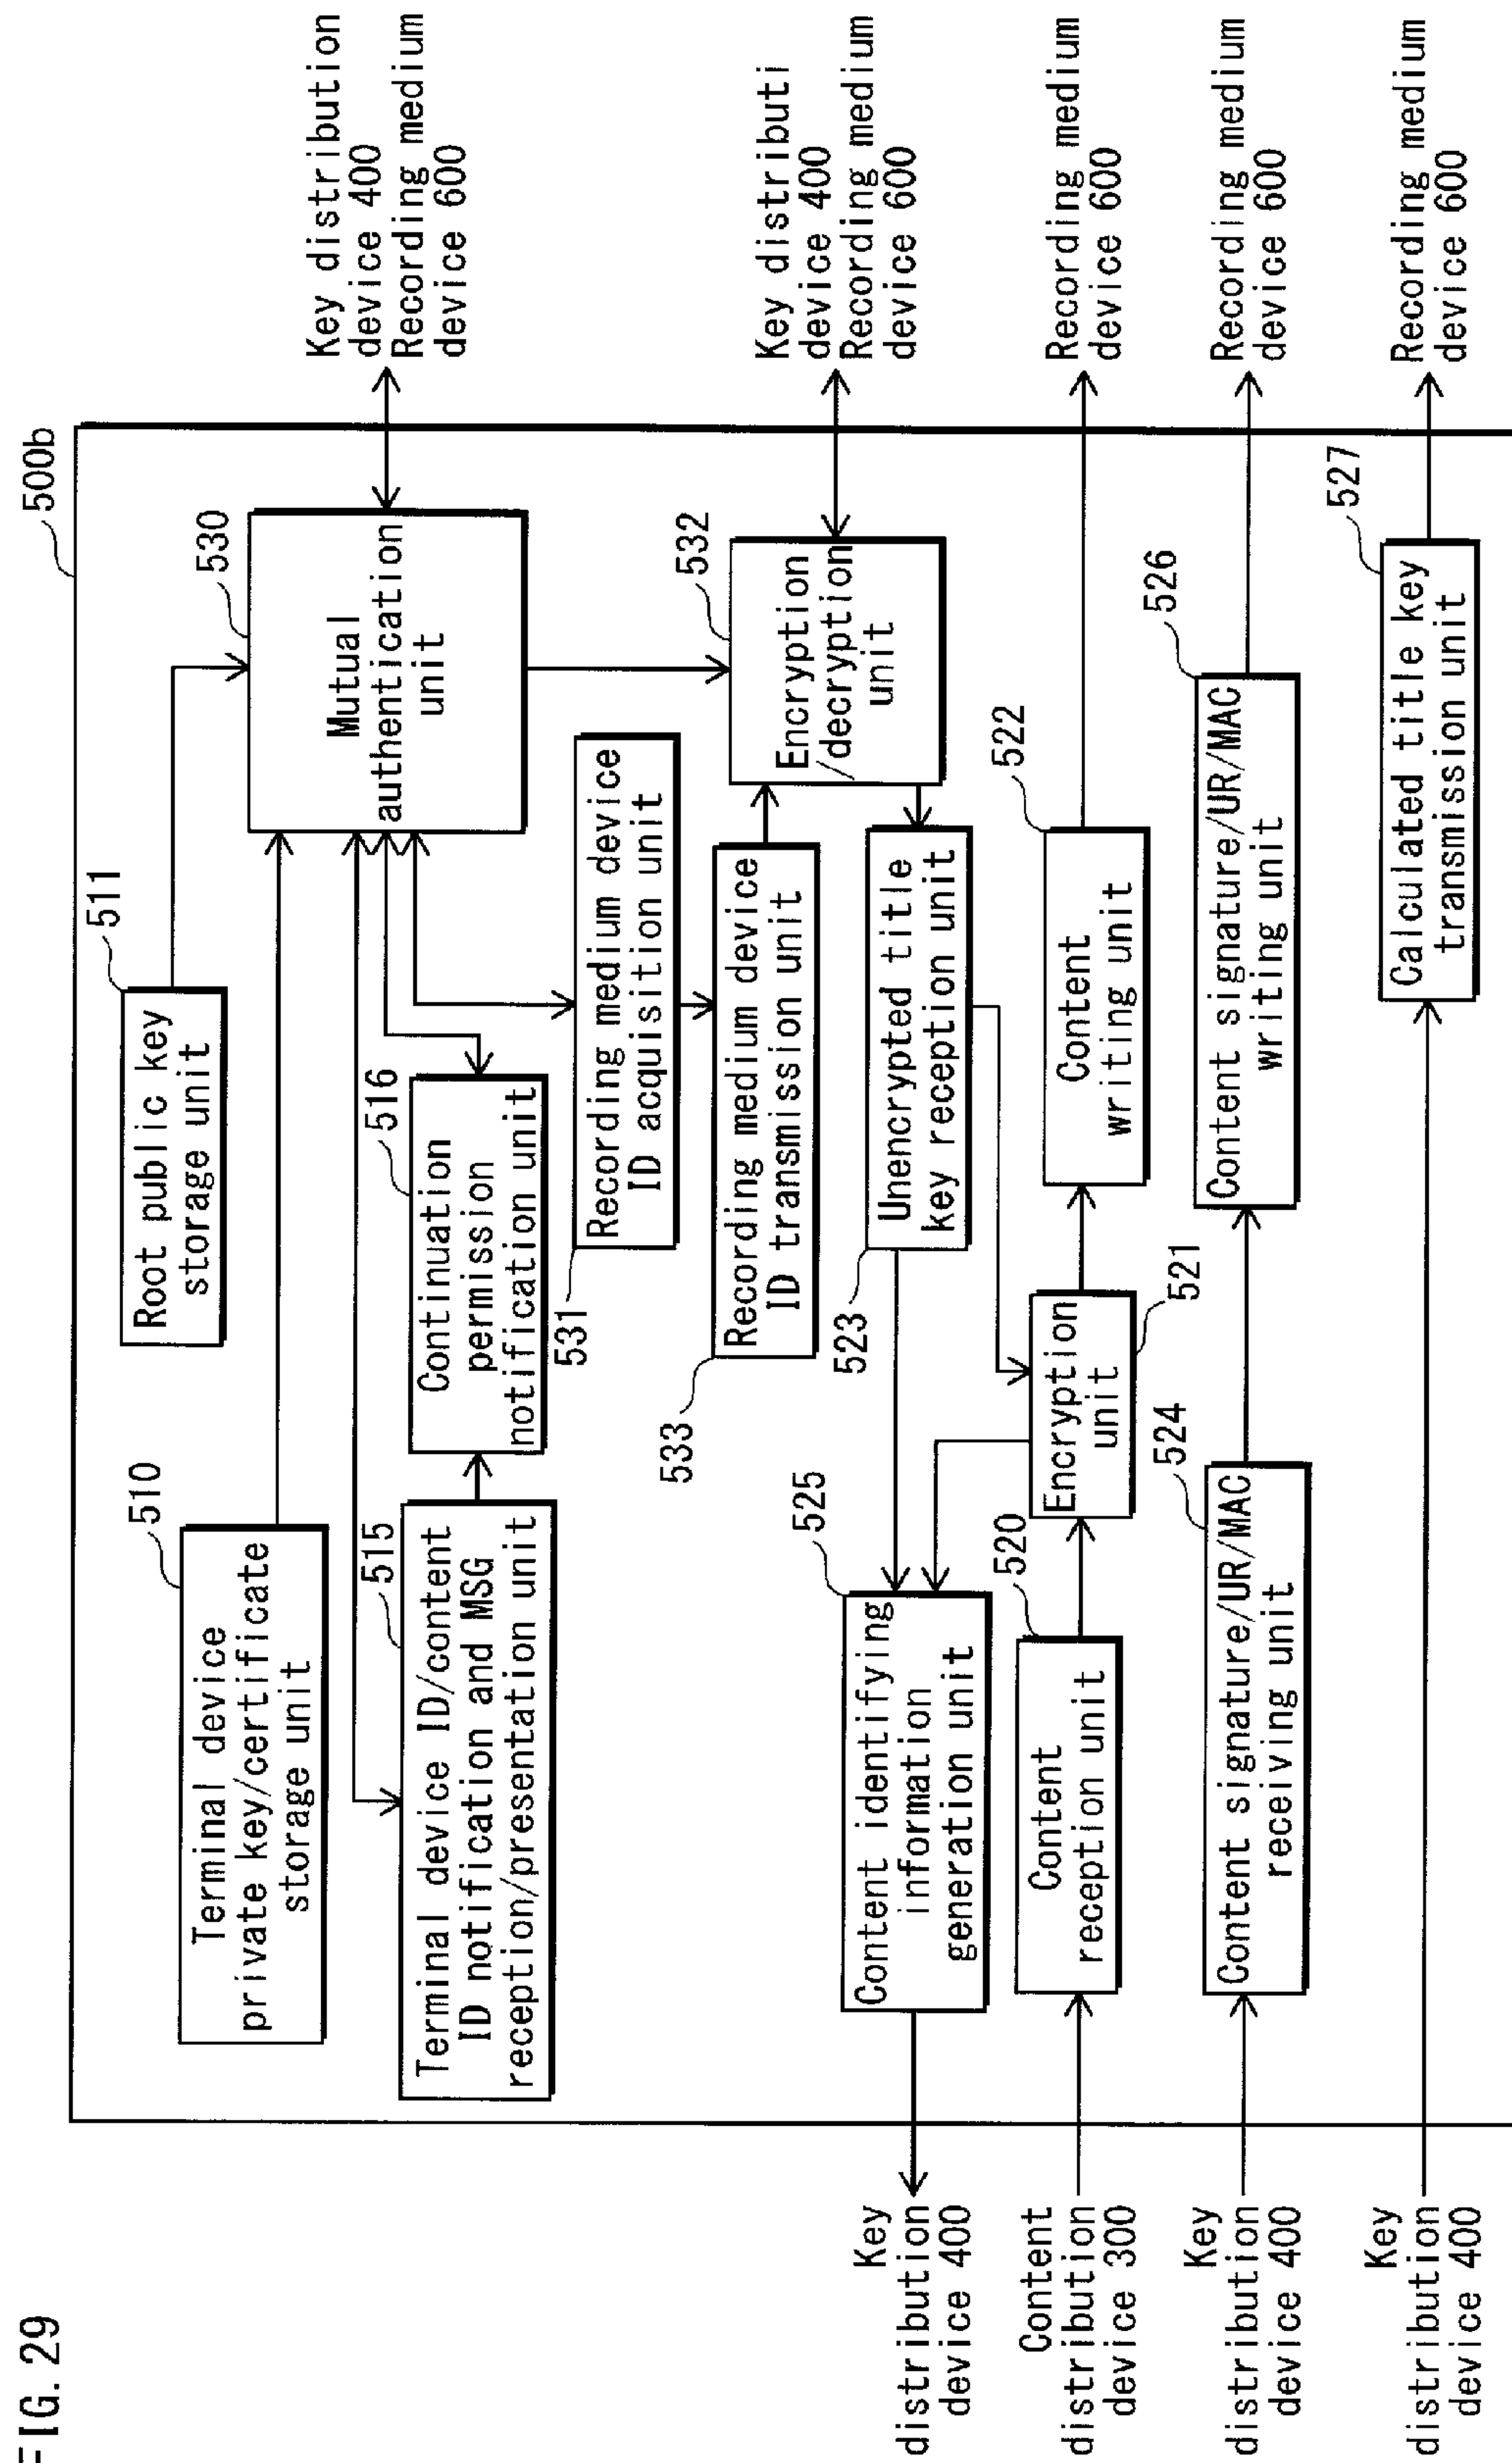 FIG. 29
500b
511
Root public key
storage unit
530
Mutual
authentication
unit
Key distribution
device 400
Recording medium
device 600
510
Terminal device
private key/certificate
storage unit
515
Terminal device ID/content
ID notification and MSG
reception/presentation unit
516
Continuation
permission
notification unit
531
Recording medium device
ID acquisition unit
532
Encryption
/decryption
unit
Key distributi
device 400
Recording medium
device 600
533
Recording medium device
ID transmission unit
523
Unencrypted title
key reception unit
Key
distribution
device 400
525
Content identifying
information
generation unit
Content
distribution
device 300
520
Content
reception unit
Encryption
unit
521
522
Content
writing unit
Recording medium
device 600
Key
distribution
device 400
524
Content signature/UR/MAC
receiving unit
526
Content signature/UR/MAC
writing unit
Recording medium
device 600
Key
distribution
device 400
527
Calculated title key
transmission unit
Recording medium
device 600